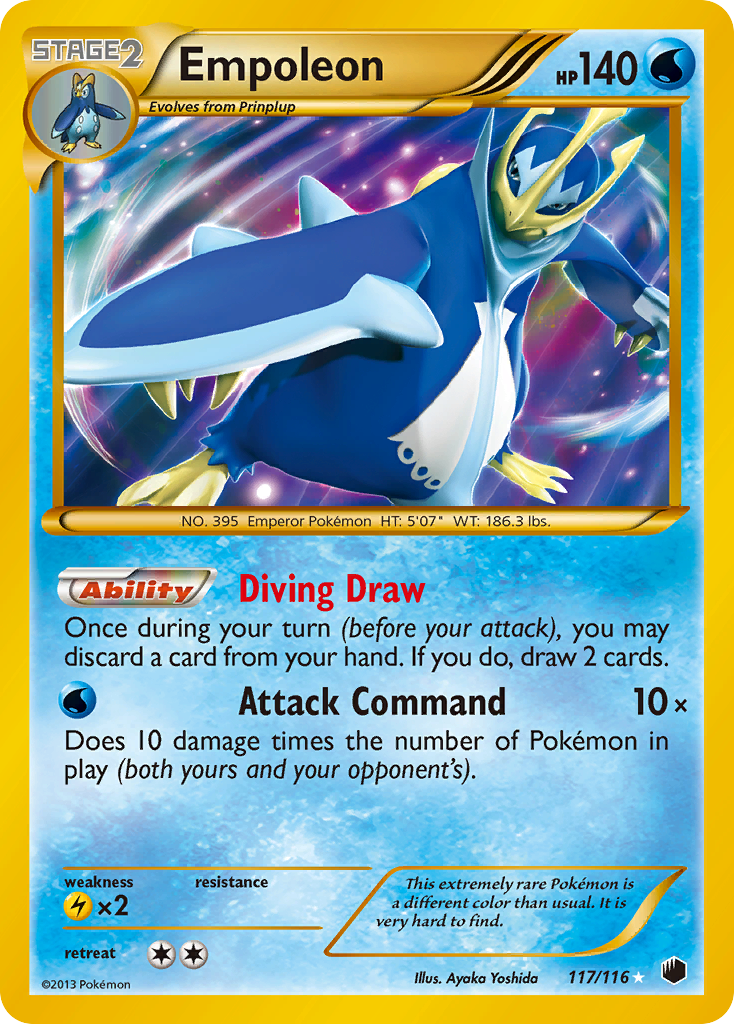 STAGE2
Empoleon
HP140
Evolves from Prinplup
NO. 395 Emperor Pokémon HT: 5'07" WT: 186.3 lbs.
Ability Diving Draw
Once during your turn (before your attack), you may
discard a card from your hand. If you do, draw 2 cards.
Attack Command 10×
Does 10 damage times the number of Pokémon in
play (both yours and your opponent's).
weakness resistance
×2
This extremely rare Pokémon is
a different color than usual. It is
very hard to find.
retreat
©2013 Pokémon
Illus. Ayaka Yoshida 117/116